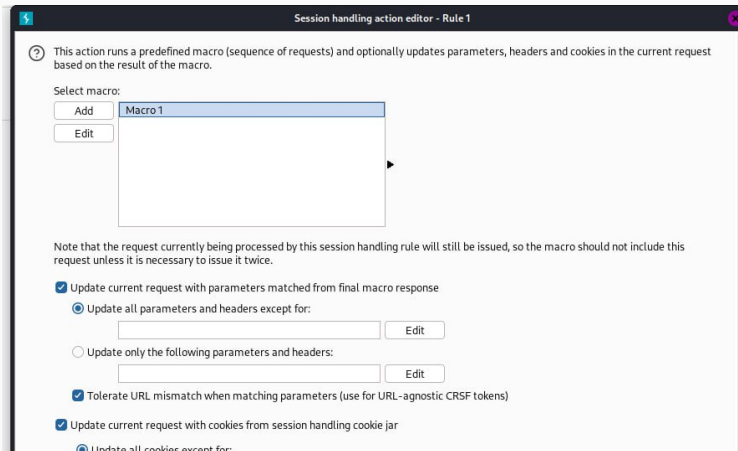 Session handling action editor - Rule 1
This action runs a predefined macro (sequence of requests) and optionally updates parameters, headers and cookies in the current request
based on the result of the macro.
Select macro:
Add
Macro 1
Edit
Note that the request currently being processed by this session handling rule will still be issued, so the macro should not include this
request unless it is necessary to issue it twice.
Update current request with parameters matched from final macro response
Update all parameters and headers except for:
Edit
Update only the following parameters and headers:
Edit
Tolerate URL mismatch when matching parameters (use for URL-agnostic CRSF tokens)
Update current request with cookies from session handling cookie jar
Update all cookies except for: